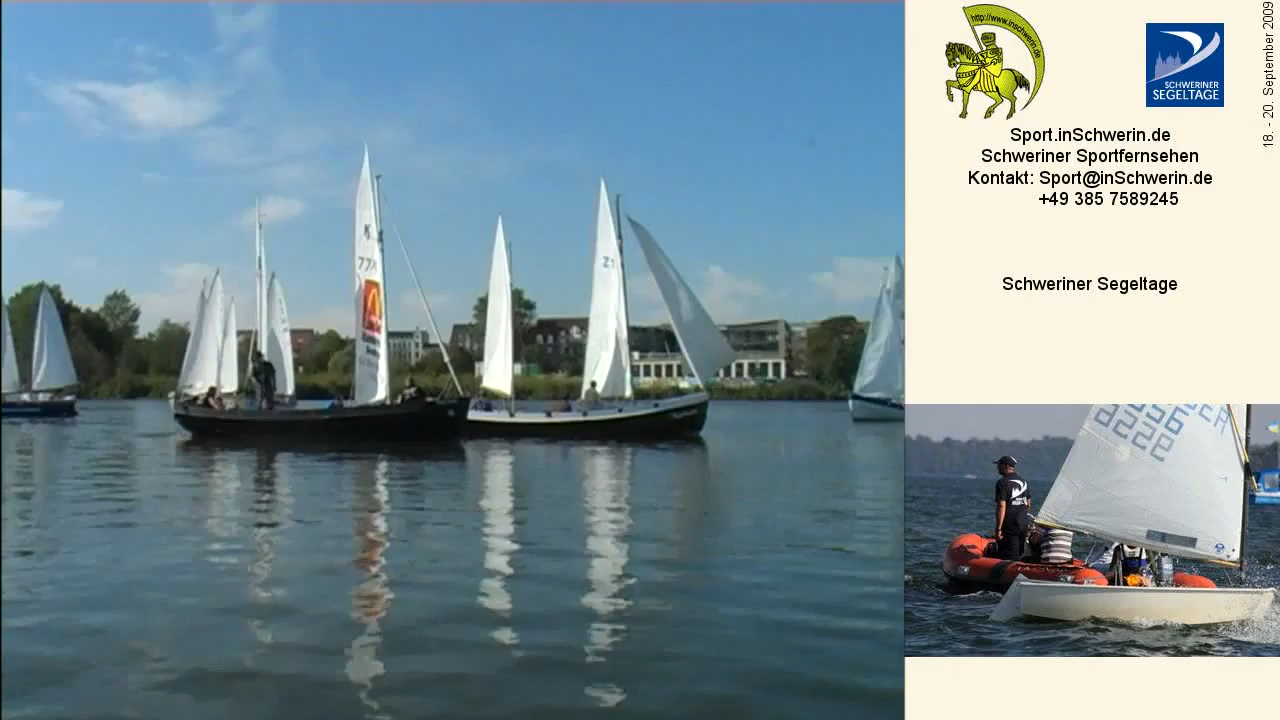 http://www.inschwerin.de
SCHWERINER
SEGELTAGE
18. - 20. September 2009
Sport.inSchwerin.de
Schweriner Sportfernsehen
Kontakt: Sport@inSchwerin.de
+49 385 7589245
Schweriner Segeltage
Z1